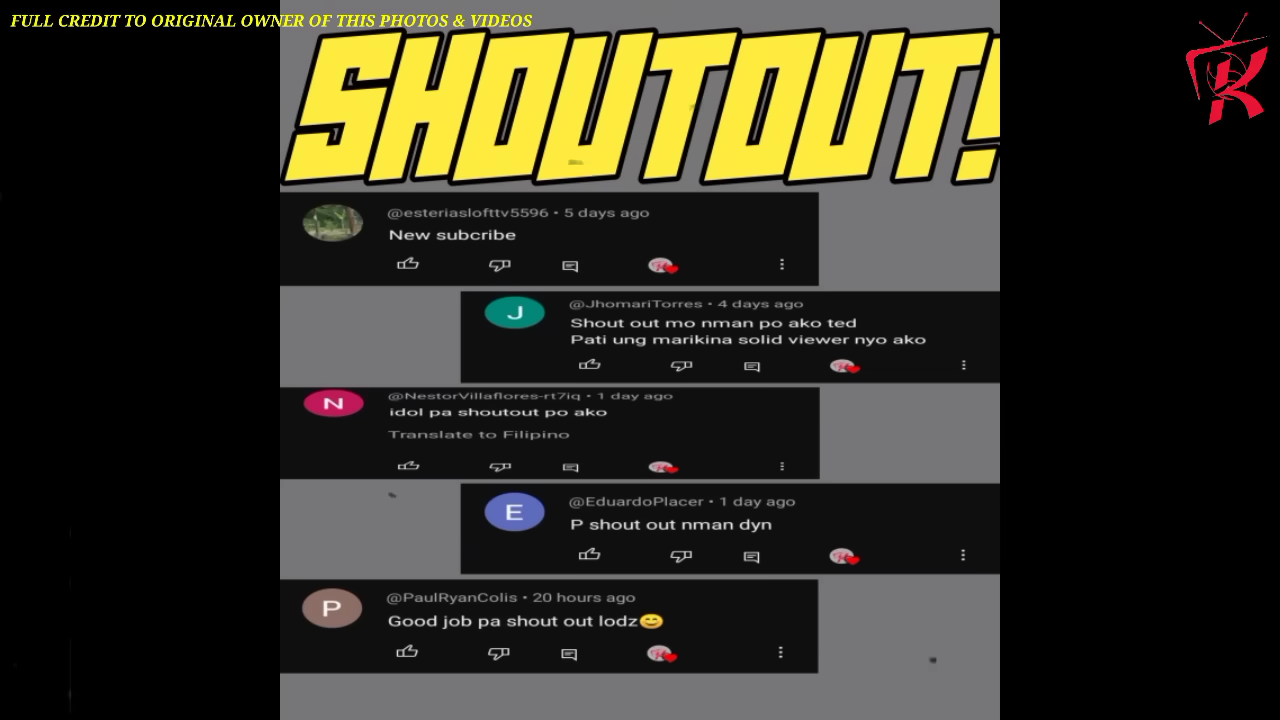 FULL CREDIT TO ORIGINAL OWNER OF THIS PHOTOS & VIDEOS
SHOUTOUT!
@esteriaslofttv5596 • 5 days ago
New subcribe
J
@JhomariTorres • 4 days ago
Shout out mo nman po ako ted
Pati ung marikina solid viewer nyo ako
N
@NestorVillaflores-rt7iq • 1 day ago
idol pa shoutout po ako
Translate to Filipino
E
@EduardoPlacer • 1 day ago
P shout out nman dyn
P
@PaulRyanColis • 20 hours ago
Good job pa shout out lodz😊